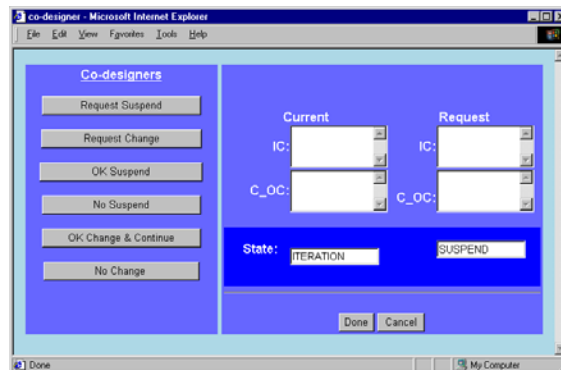 co-designer - Microsoft Internet Explorer
File Edit View Favorites Tools Help
Co-designers
Request Suspend
Request Change
OK Suspend
No Suspend
OK Change & Continue
No Change
Current Request
IC: IC:
C_OC: C_OC:
State: ITERATION SUSPEND
Done Cancel
Done My Computer